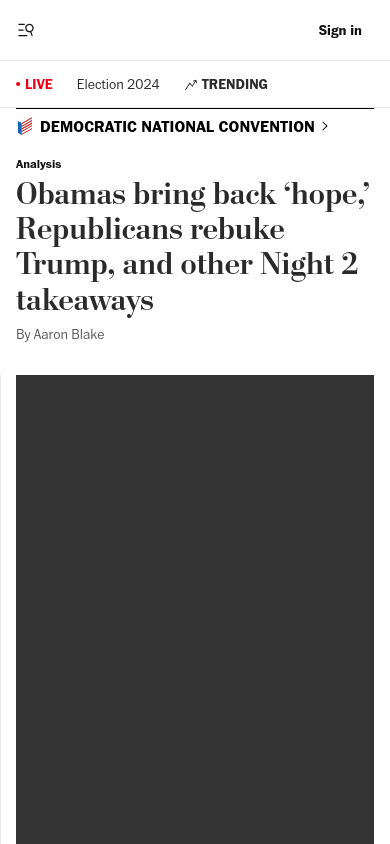 Sign in
LIVE Election 2024 TRENDING
DEMOCRATIC NATIONAL CONVENTION
Analysis
Obamas bring back ‘hope,’
Republicans rebuke
Trump, and other Night 2
takeaways
By Aaron Blake